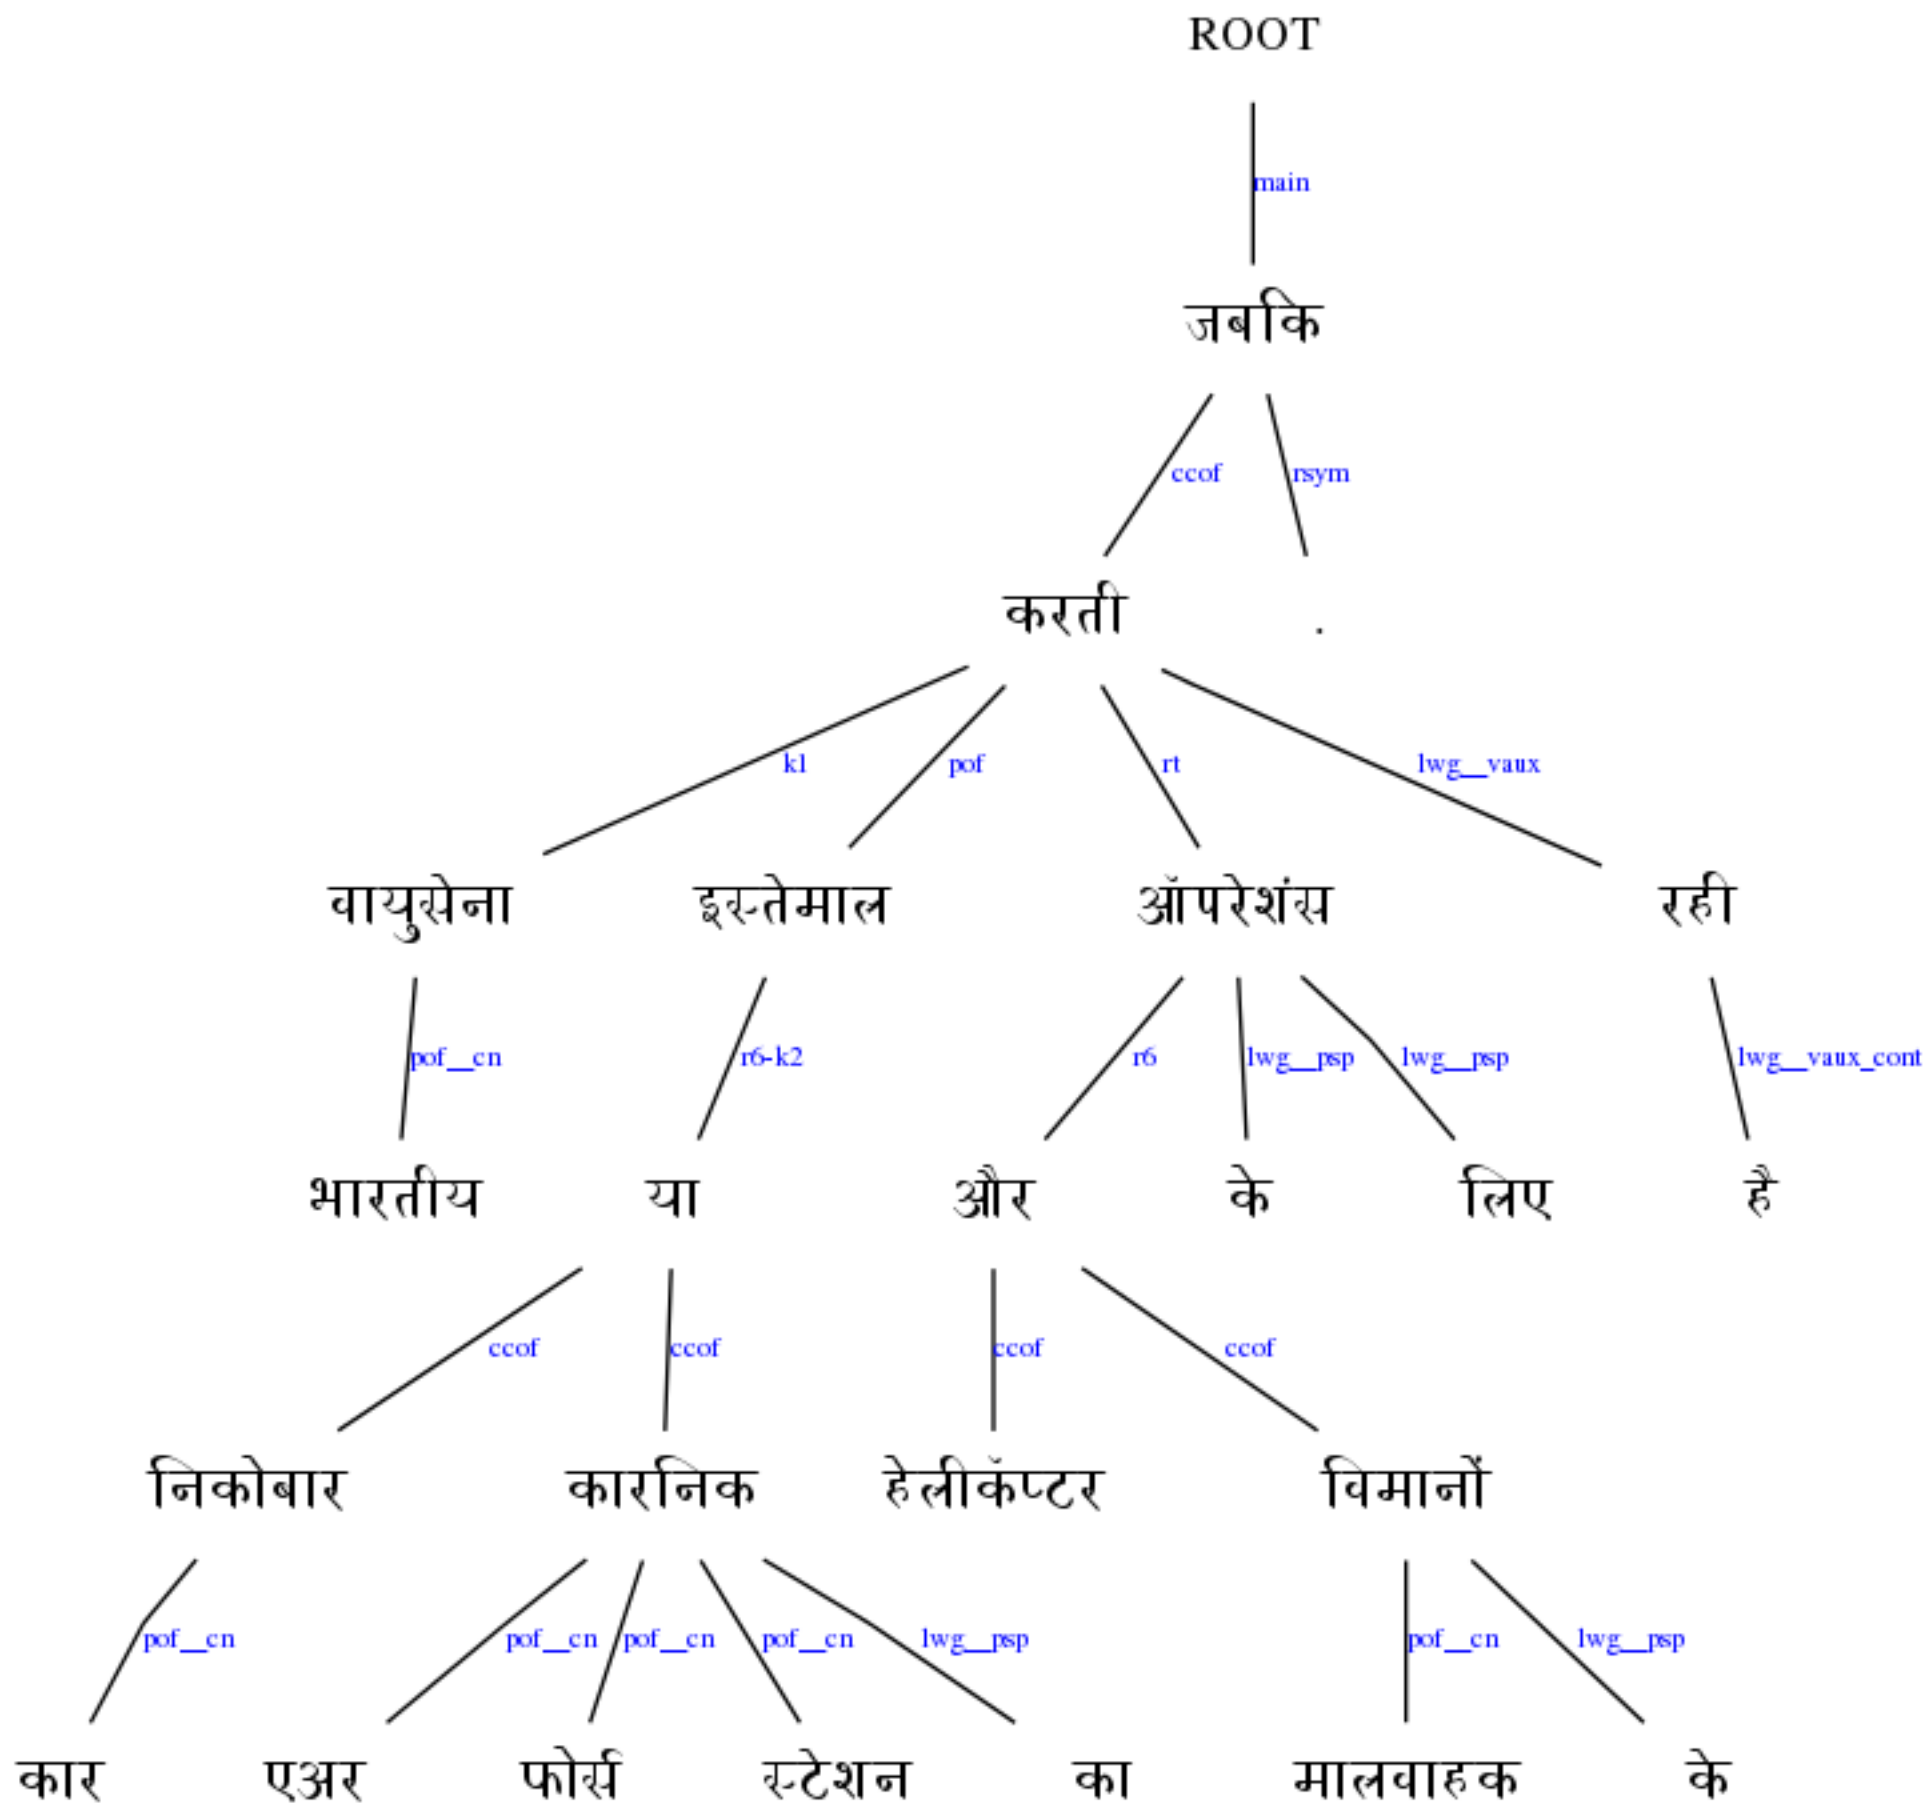 ROOT
main
जबकि
ccof rsym
करती .
k1 pof rt lwg__vaux
वायुसेना इस्तेमाल ऑपरेशंस रही
pof__cn r6-k2 r6 lwg__psp lwg__psp lwg__vaux_cont
भारतीय या और के लिए है
ccof ccof ccof ccof
निकोबार कारनिक हेलीकॅप्टर विमानों
pof__cn pof__cn pof__cn pof__cn lwg__psp pof__cn lwg__psp
कार एअर फोर्स स्टेशन का मालवाहक के